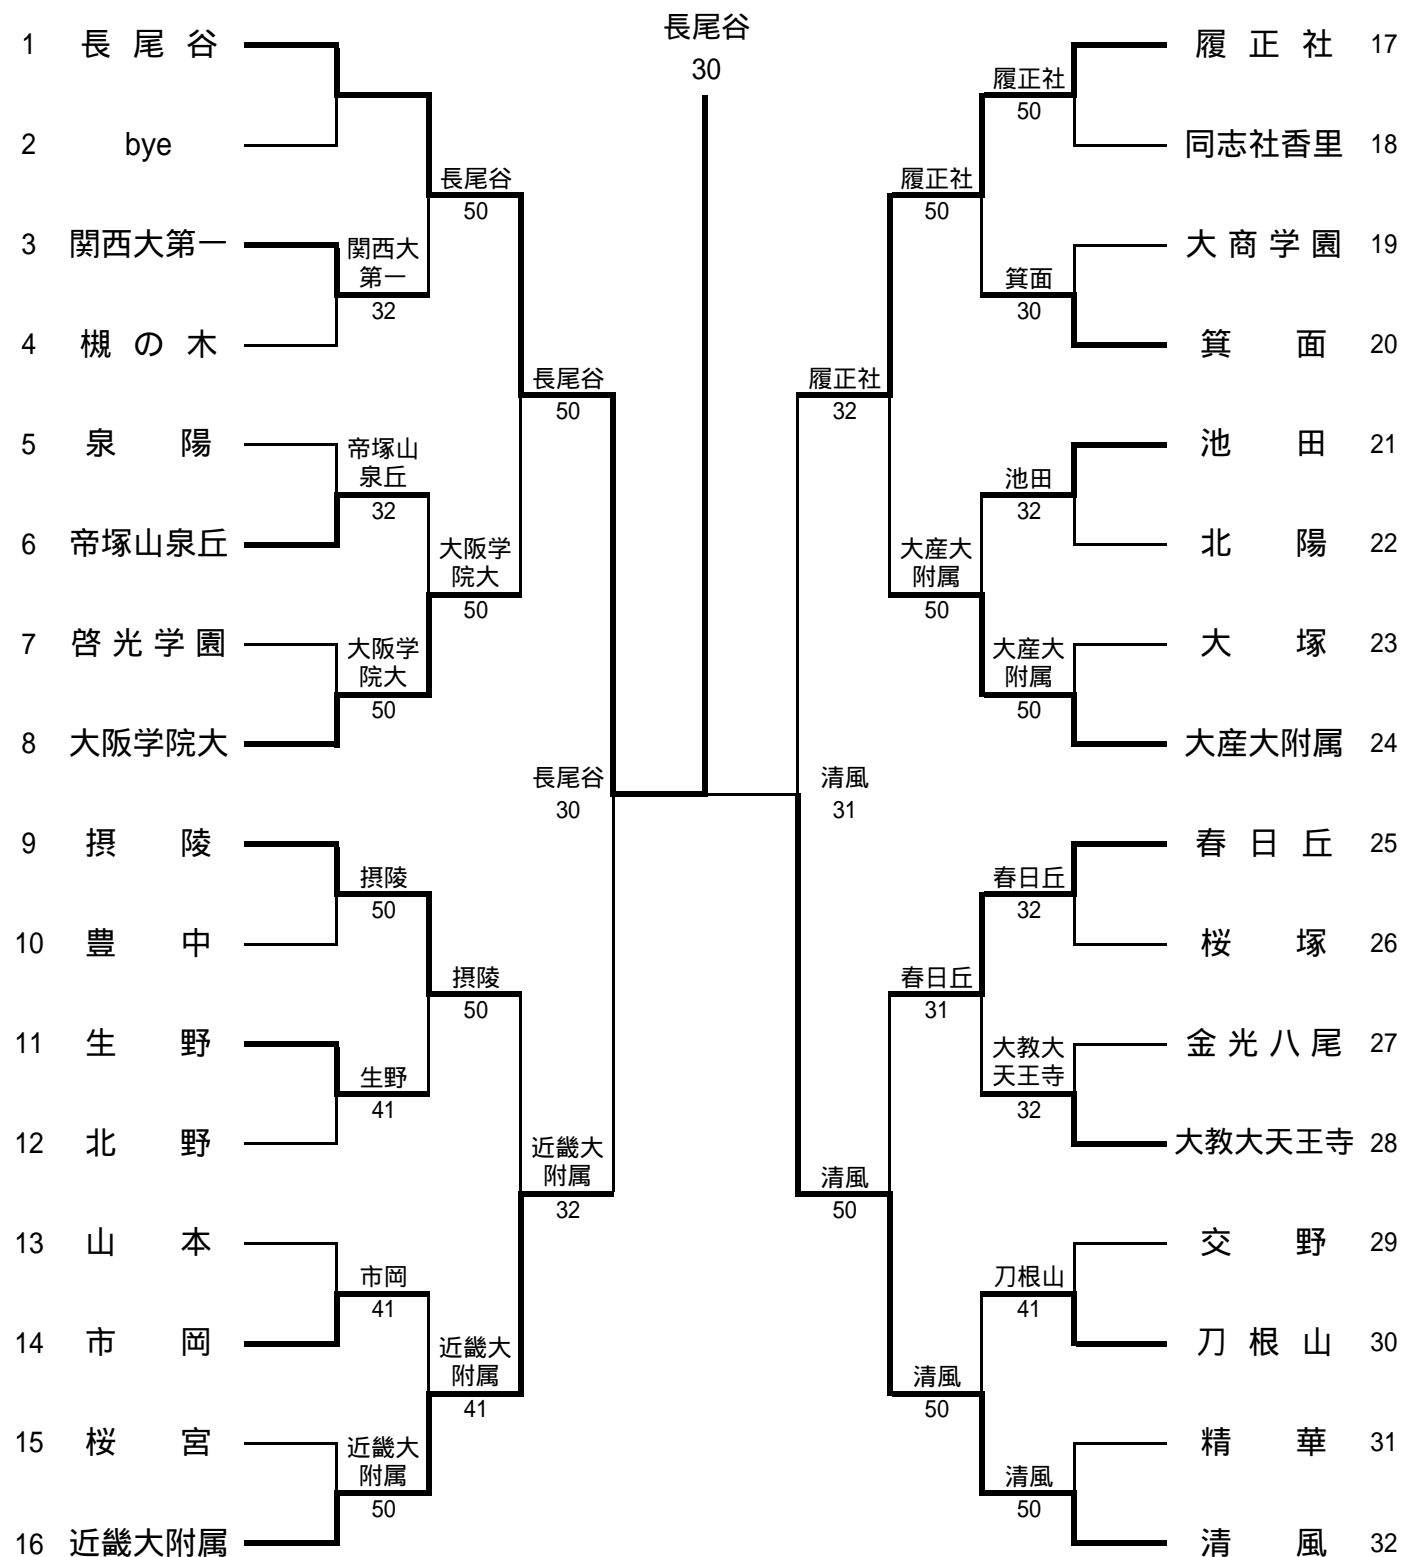 長尾谷
30
1 長尾谷
2 bye
3 関西大第一
4 槻の木
5 泉陽
6 帝塚山泉丘
7 啓光学園
8 大阪学院大
9 摂陵
10 豊中
11 生野
12 北野
13 山本
14 市岡
15 桜宮
16 近畿大附属
関西大
第一
32
帝塚山
泉丘
32
大阪学
院大
50
摂陵
50
生野
41
市岡
41
近畿大
附属
50
長尾谷
50
大阪学
院大
50
摂陵
50
近畿大
附属
41
長尾谷
50
近畿大
附属
32
長尾谷
30
清風
31
履正社
32
清風
50
履正社
50
大産大
附属
50
春日丘
31
清風
50
履正社
50
箕面
30
池田
32
大産大
附属
50
春日丘
32
大教大
天王寺
32
刀根山
41
清風
50
履正社 17
同志社香里 18
大商学園 19
箕面 20
池田 21
北陽 22
大塚 23
大産大附属 24
春日丘 25
桜塚 26
金光八尾 27
大教大天王寺 28
交野 29
刀根山 30
精華 31
清風 32